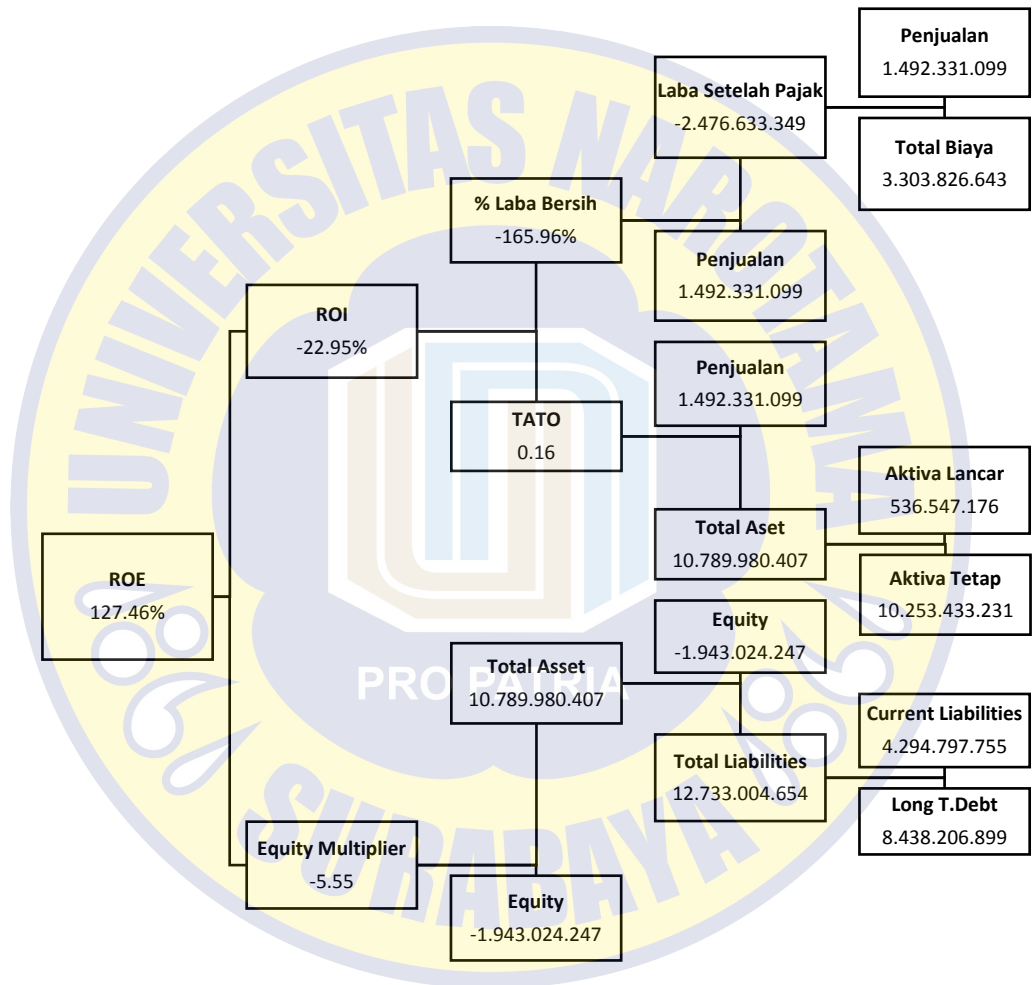 Penjualan
1.492.331.099
Laba Setelah Pajak
-2.476.633.349
Total Biaya
3.303.826.643
% Laba Bersih
-165.96%
Penjualan
1.492.331.099
ROI
-22.95%
Penjualan
1.492.331.099
TATO
0.16
Aktiva Lancar
536.547.176
Total Aset
10.789.980.407
ROE
127.46%
Aktiva Tetap
10.253.433.231
Equity
-1.943.024.247
Total Asset
10.789.980.407
Current Liabilities
4.294.797.755
Total Liabilities
12.733.004.654
Long T.Debt
8.438.206.899
Equity Multiplier
-5.55
Equity
-1.943.024.247
UNIVERSITAS NAROTAMA
PRO PATRIA
SURABAYA